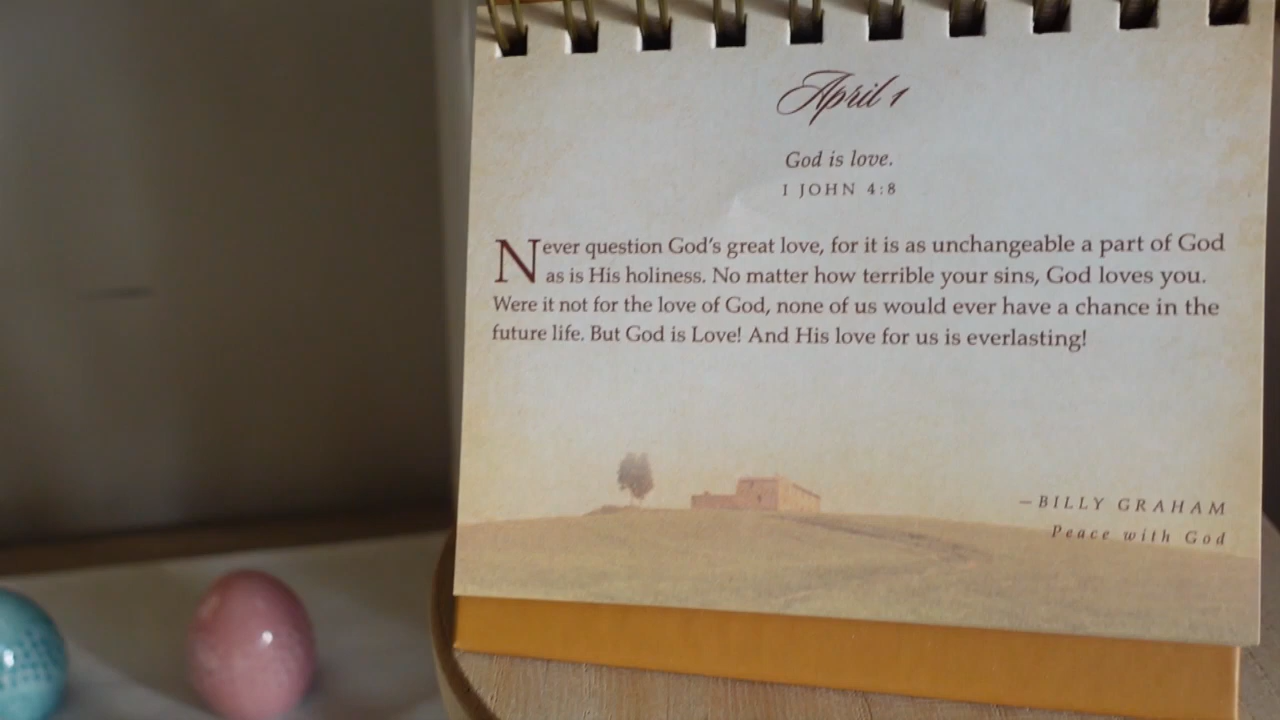 April 1
God is love.
I JOHN 4:8
Never question God's great love, for it is as unchangeable a part of God
as is His holiness. No matter how terrible your sins, God loves you.
Were it not for the love of God, none of us would ever have a chance in the
future life. But God is Love! And His love for us is everlasting!
—BILLY GRAHAM
Peace with God